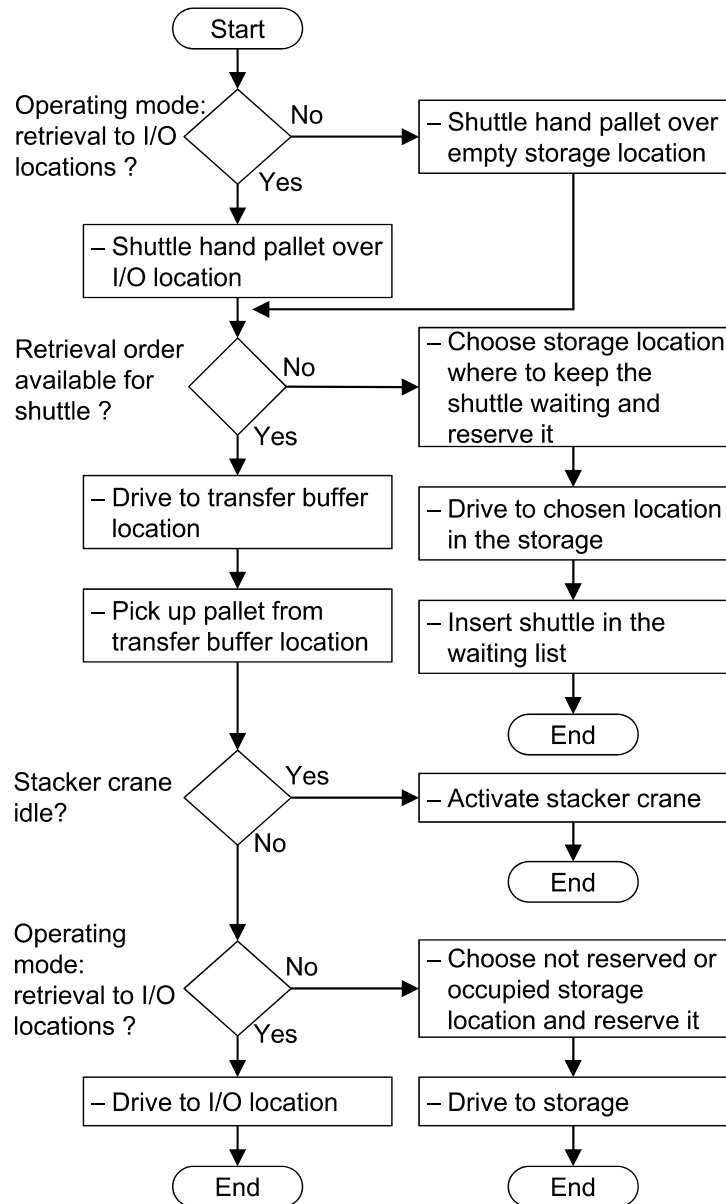 Start
Operating mode:
retrieval to I/O
locations ?
No
Yes
– Shuttle hand pallet over
empty storage location
– Shuttle hand pallet over
I/O location
Retrieval order
available for
shuttle ?
No
Yes
– Choose storage location
where to keep the
shuttle waiting and
reserve it
– Drive to transfer buffer
location
– Drive to chosen location
in the storage
– Pick up pallet from
transfer buffer location
– Insert shuttle in the
waiting list
End
Stacker crane
idle?
Yes
No
– Activate stacker crane
End
Operating
mode:
retrieval to I/O
locations ?
No
Yes
– Choose not reserved or
occupied storage
location and reserve it
– Drive to I/O location
– Drive to storage
End
End